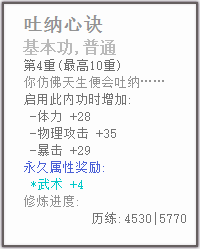 吐纳心诀
基本功,普通
第4重(最高10重)
你仿佛天生便会吐纳……
启用此内功时增加:
-体力 +28
-物理攻击 +35
-暴击 +29
永久属性奖励:
*武术 +4
修炼进度:
历练:4530|5770